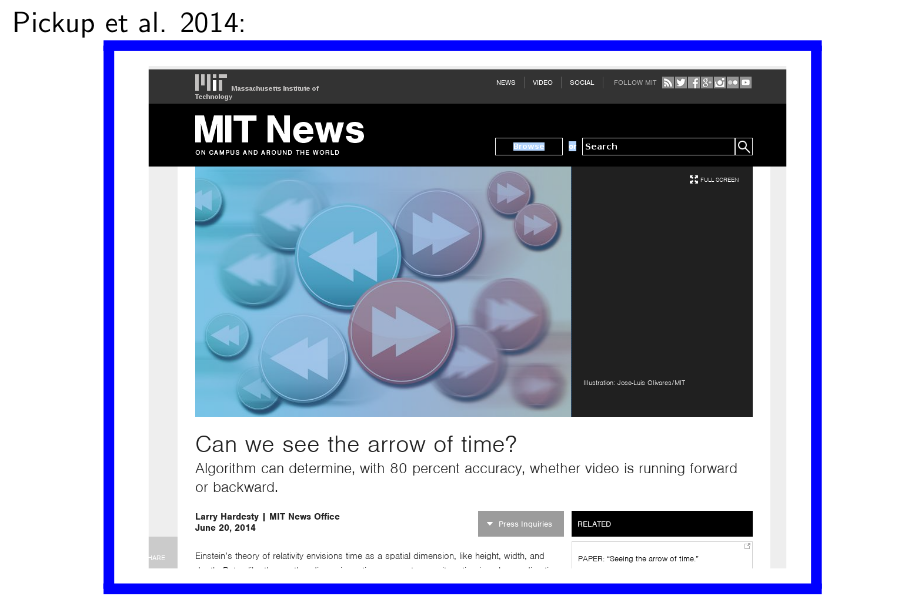 Pickup et al. 2014:
MIT Massachusetts Institute of
Technology
NEWS VIDEO SOCIAL FOLLOW MIT
MIT News
ON CAMPUS AND AROUND THE WORLD
Browse or Search
FULL SCREEN
Illustration: Jose-Luis Olivares/MIT
Can we see the arrow of time?
Algorithm can determine, with 80 percent accuracy, whether video is running forward
or backward.
Larry Hardesty | MIT News Office
June 20, 2014
Press Inquiries
RELATED
Einstein's theory of relativity envisions time as a spatial dimension, like height, width, and
PAPER: "Seeing the arrow of time."